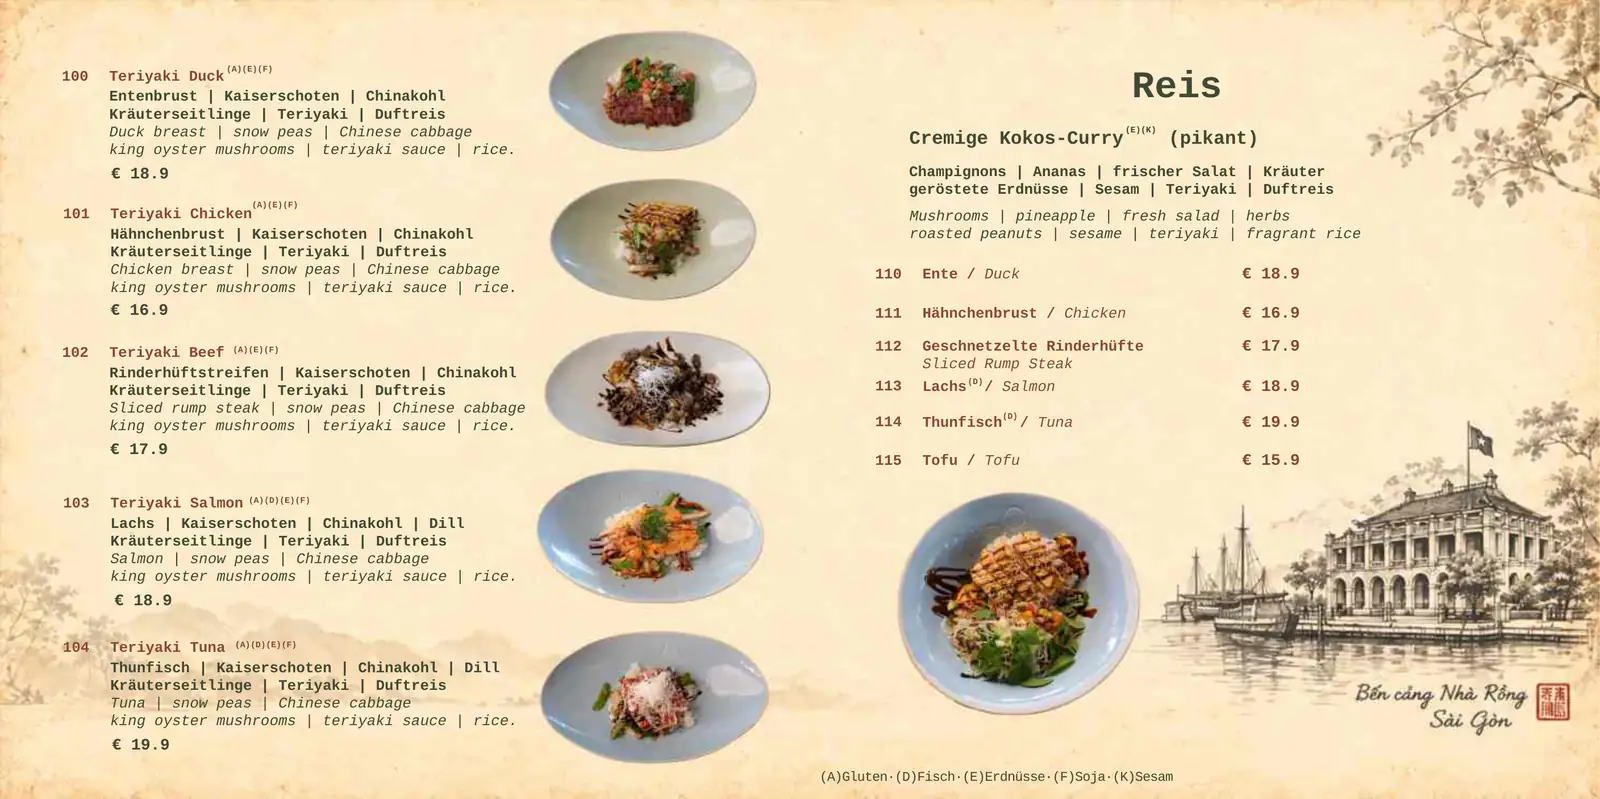 100 Teriyaki Duck (A)(E)(F)
Entenbrust | Kaiserschoten | Chinakohl
Kräuterseitlinge | Teriyaki | Duftreis
Duck breast | snow peas | Chinese cabbage
king oyster mushrooms | teriyaki sauce | rice.
€ 18.9
101 Teriyaki Chicken (A)(E)(F)
Hähnchenbrust | Kaiserschoten | Chinakohl
Kräuterseitlinge | Teriyaki | Duftreis
Chicken breast | snow peas | Chinese cabbage
king oyster mushrooms | teriyaki sauce | rice.
€ 16.9
102 Teriyaki Beef (A)(E)(F)
Rinderhüftstreifen | Kaiserschoten | Chinakohl
Kräuterseitlinge | Teriyaki | Duftreis
Sliced rump steak | snow peas | Chinese cabbage
king oyster mushrooms | teriyaki sauce | rice.
€ 17.9
103 Teriyaki Salmon (A)(D)(E)(F)
Lachs | Kaiserschoten | Chinakohl | Dill
Kräuterseitlinge | Teriyaki | Duftreis
Salmon | snow peas | Chinese cabbage
king oyster mushrooms | teriyaki sauce | rice.
€ 18.9
104 Teriyaki Tuna (A)(D)(E)(F)
Thunfisch | Kaiserschoten | Chinakohl | Dill
Kräuterseitlinge | Teriyaki | Duftreis
Tuna | snow peas | Chinese cabbage
king oyster mushrooms | teriyaki sauce | rice.
€ 19.9
Reis
Cremige Kokos-Curry (E)(K) (pikant)
Champignons | Ananas | frischer Salat | Kräuter
geröstete Erdnüsse | Sesam | Teriyaki | Duftreis
Mushrooms | pineapple | fresh salad | herbs
roasted peanuts | sesame | teriyaki | fragrant rice
110 Ente / Duck € 18.9
111 Hähnchenbrust / Chicken € 16.9
112 Geschnetzelte Rinderhüfte € 17.9
Sliced Rump Steak
113 Lachs(D)/ Salmon € 18.9
114 Thunfisch(D)/ Tuna € 19.9
115 Tofu / Tofu € 15.9
Bến cảng Nhà Rồng
Sài Gòn
(A)Gluten·(D)Fisch·(E)Erdnüsse·(F)Soja·(K)Sesam